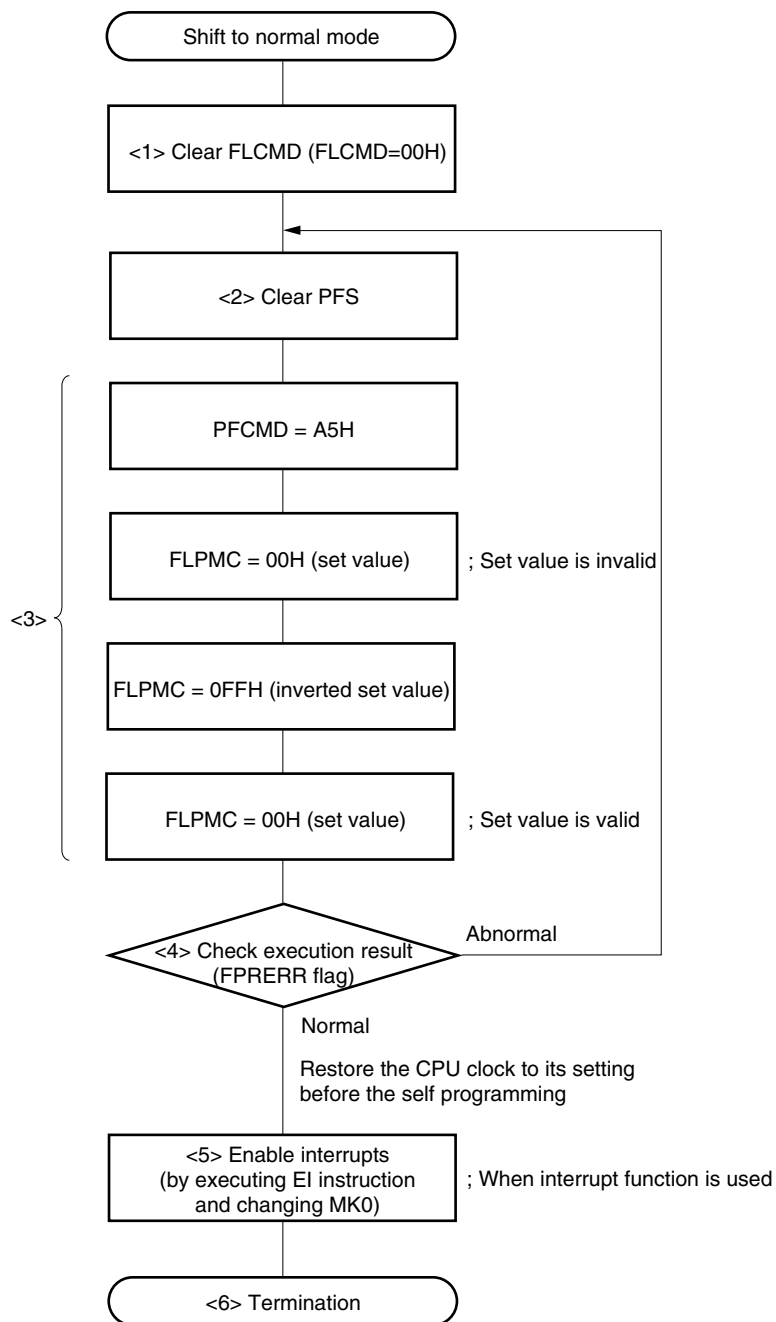 Shift to normal mode
<1> Clear FLCMD (FLCMD=00H)
<2> Clear PFS
PFCMD = A5H
FLPMC = 00H (set value)
; Set value is invalid
<3>
FLPMC = 0FFH (inverted set value)
FLPMC = 00H (set value)
; Set value is valid
<4> Check execution result
(FPRERR flag)
Abnormal
Normal
Restore the CPU clock to its setting
before the self programming
<5> Enable interrupts
(by executing EI instruction
and changing MK0)
; When interrupt function is used
<6> Termination